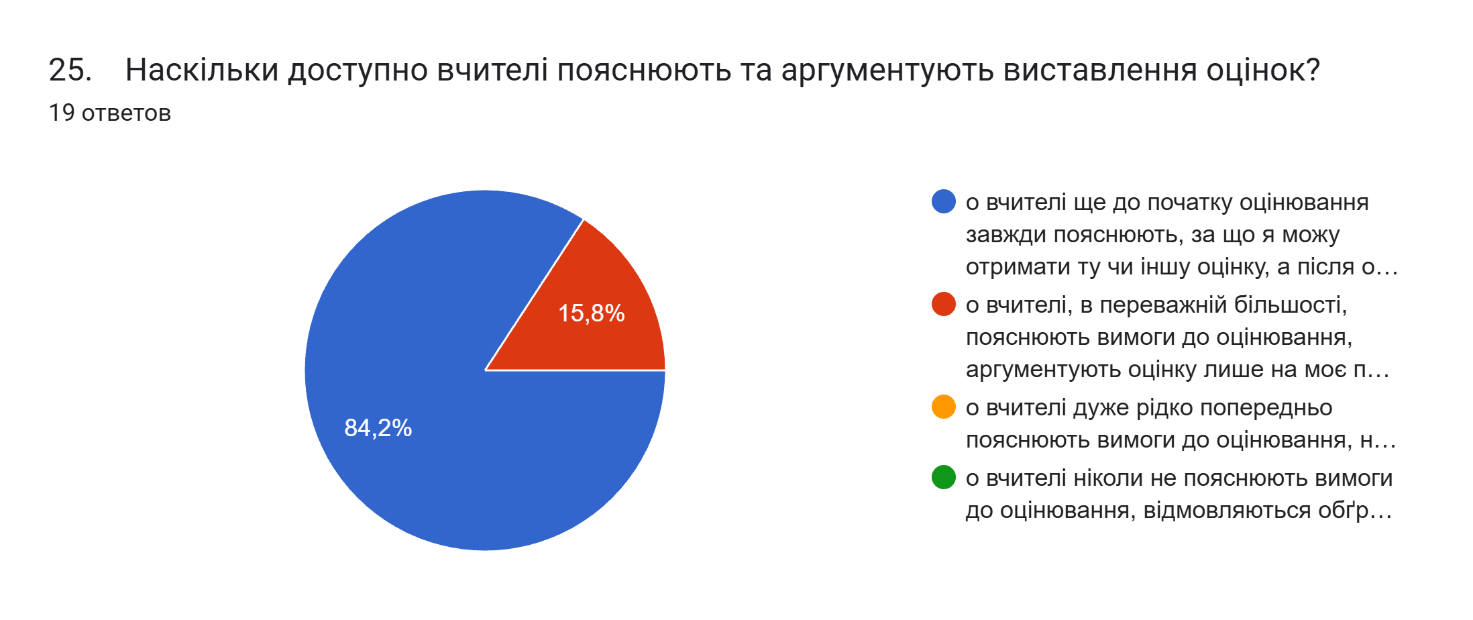 25. Наскільки доступно вчителі пояснюють та аргументують виставлення оцінок?
19 ответов
о вчителі ще до початку оцінювання
завжди пояснюють, за що я можу
отримати ту чи іншу оцінку, а після о…
15,8%
84,2%
о вчителі, в переважній більшості,
пояснюють вимоги до оцінювання,
аргументують оцінку лише на моє п…
о вчителі дуже рідко попередньо
пояснюють вимоги до оцінювання, н…
о вчителі ніколи не пояснюють вимоги
до оцінювання, відмовляються обґр…